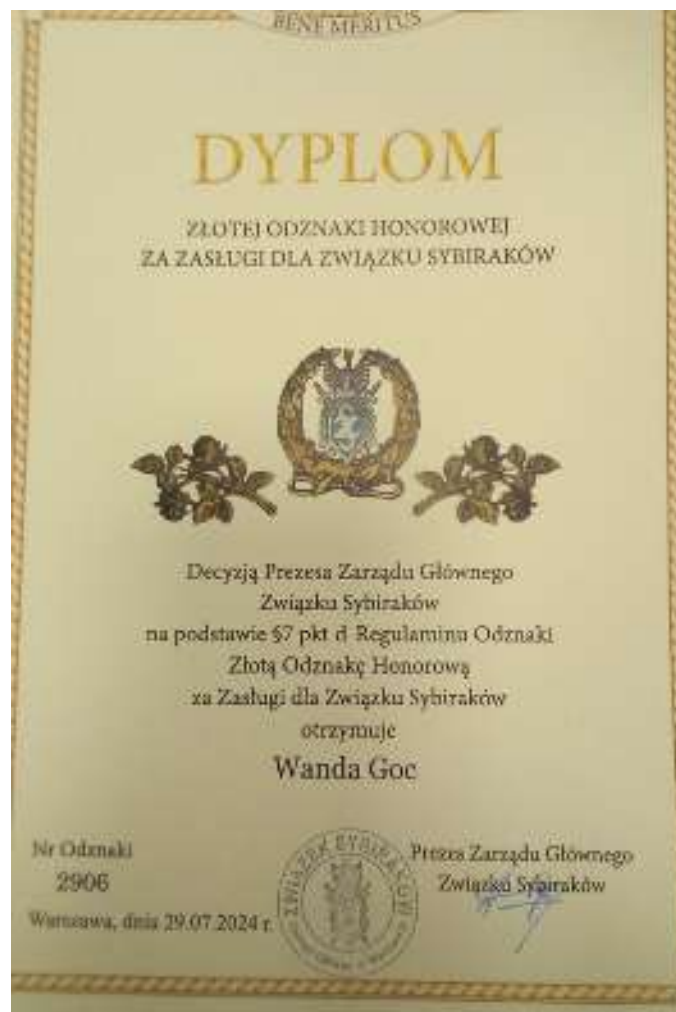 BENE MERITUS
DYPLOM
ZŁOTEJ ODZNAKI HONOROWEJ
ZA ZASŁUGI DLA ZWIĄZKU SYBIRAKÓW
Decyzją Prezesa Zarządu Głównego
Związku Sybiraków
na podstawie §7 pkt d Regulaminu Odznaki
Złotą Odznakę Honorową
za Zasługi dla Związku Sybiraków
otrzymuje
Wanda Goc
Nr Odznaki
2906
Warszawa, dnia 29.07.2024 r.
ZWIĄZEK SYBIRAKÓW
Prezes Zarządu Głównego
Związku Sybiraków